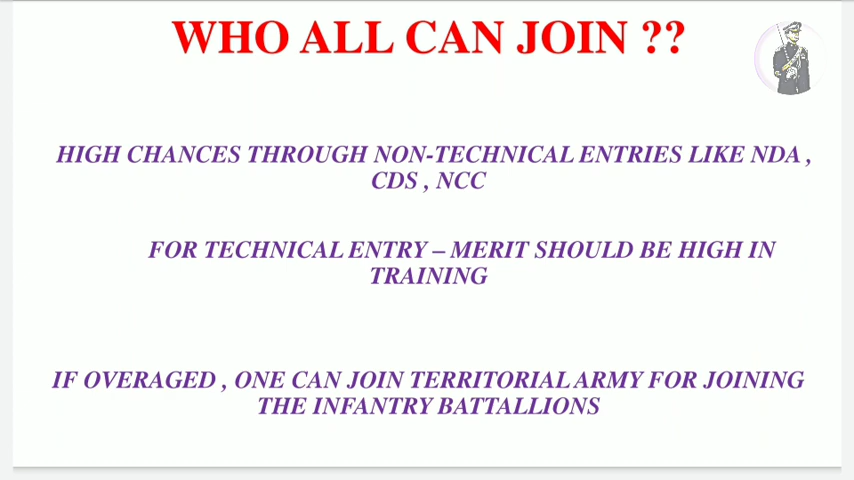 WHO ALL CAN JOIN ??
HIGH CHANCES THROUGH NON-TECHNICAL ENTRIES LIKE NDA ,
CDS , NCC
FOR TECHNICAL ENTRY – MERIT SHOULD BE HIGH IN
TRAINING
IF OVERAGED , ONE CAN JOIN TERRITORIAL ARMY FOR JOINING
THE INFANTRY BATTALLIONS